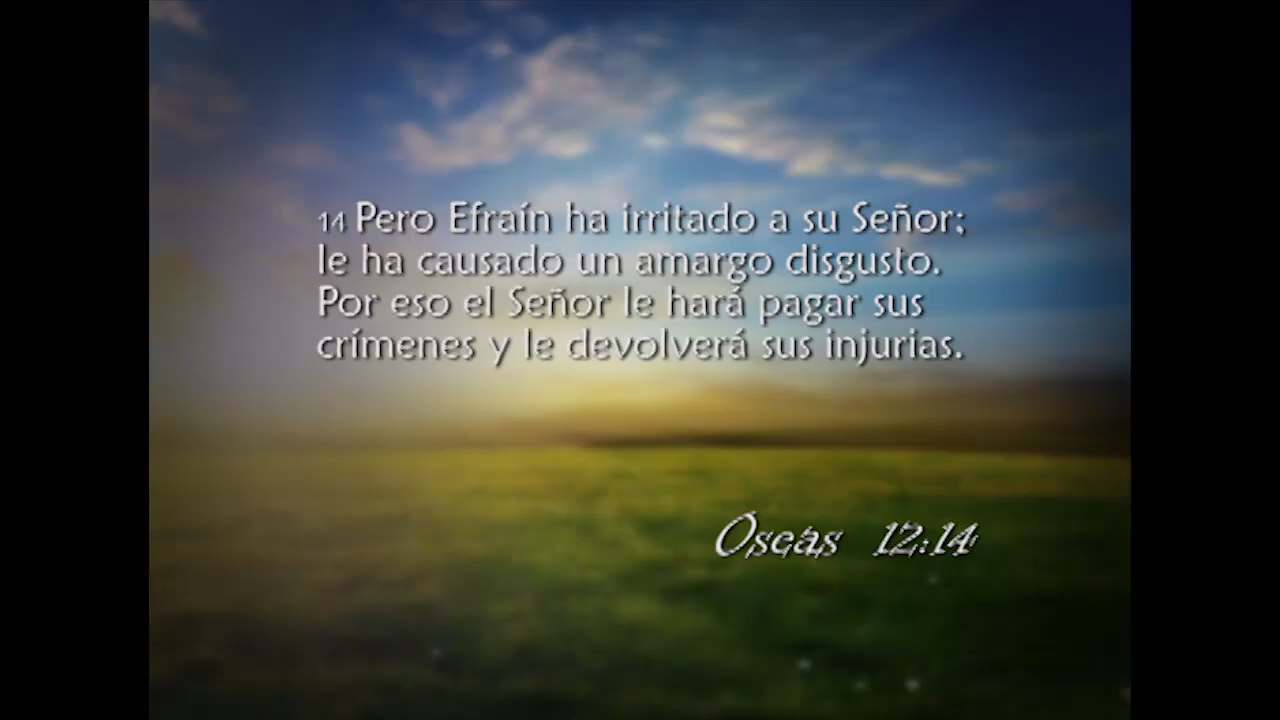 14 Pero Efraín ha irritado a su Señor;
le ha causado un amargo disgusto.
Por eso el Señor le hará pagar sus
crímenes y le devolverá sus injurias.
Oseas 12:14